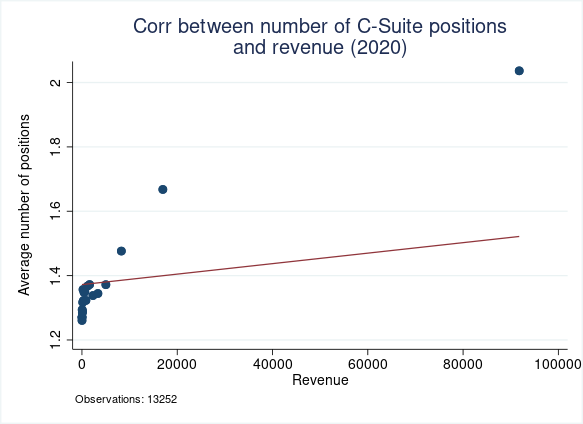 Corr between number of C-Suite positions
and revenue (2020)
Average number of positions
2
1.8
1.6
1.4
1.2
0
20000
40000
60000
80000
100000
Revenue
Observations: 13252